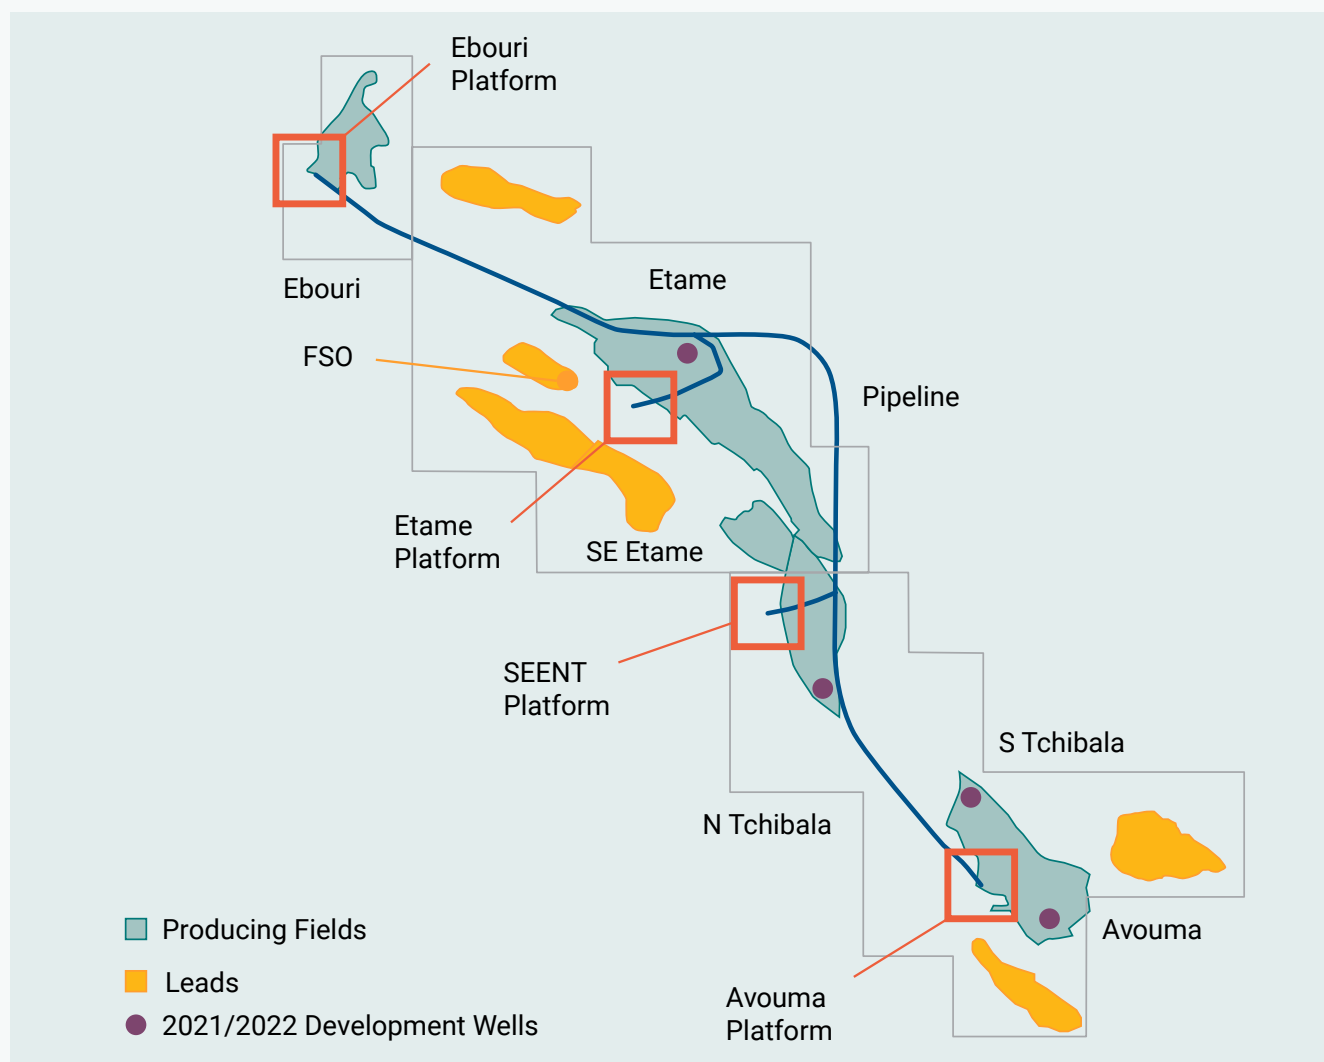 Ebouri
Platform
Ebouri
Etame
FSO
Pipeline
Etame
Platform
SE Etame
SEENT
Platform
S Tchibala
N Tchibala
Avouma
Avouma
Platform
Producing Fields
Leads
2021/2022 Development Wells